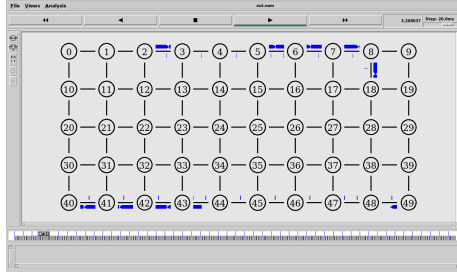 File Views Analysis out.nam
3.268037 Step: 20.0ms
0 1 2 3 4 5 6 7 8 9
10 11 12 13 14 15 16 17 18 19
20 21 22 23 24 25 26 27 28 29
30 31 32 33 34 35 36 37 38 39
40 41 42 43 44 45 46 47 48 49